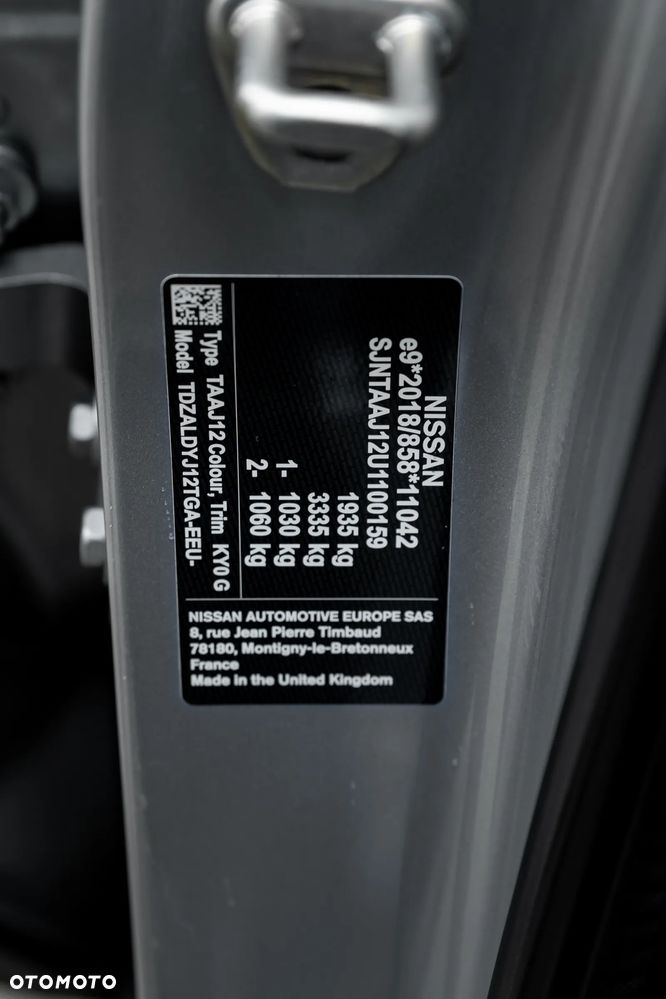 NISSAN
e9*2018/858*11042
SJNTAAJ12U1100159
1935 kg
3335 kg
1- 1030 kg
2- 1060 kg
Type TAAJ12 Colour, Trim KY0 G
Model TDZALDYJ12TGA-EEU-
NISSAN AUTOMOTIVE EUROPE SAS
8, rue Jean Pierre Timbaud
78180, Montigny-le-Bretonneux
France
Made in the United Kingdom
OTOMOTO